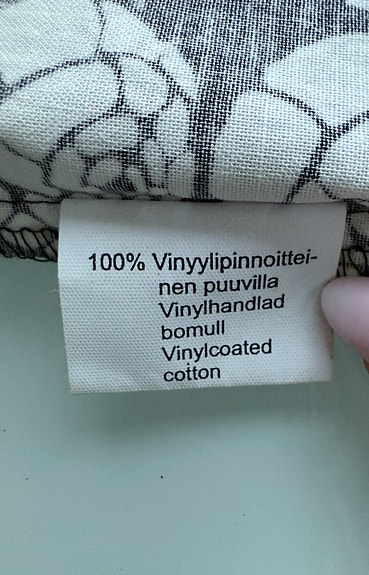 100% Vinyylipinnoittei-
nen puuvilla
Vinylhandlad
bomull
Vinylcoated
cotton